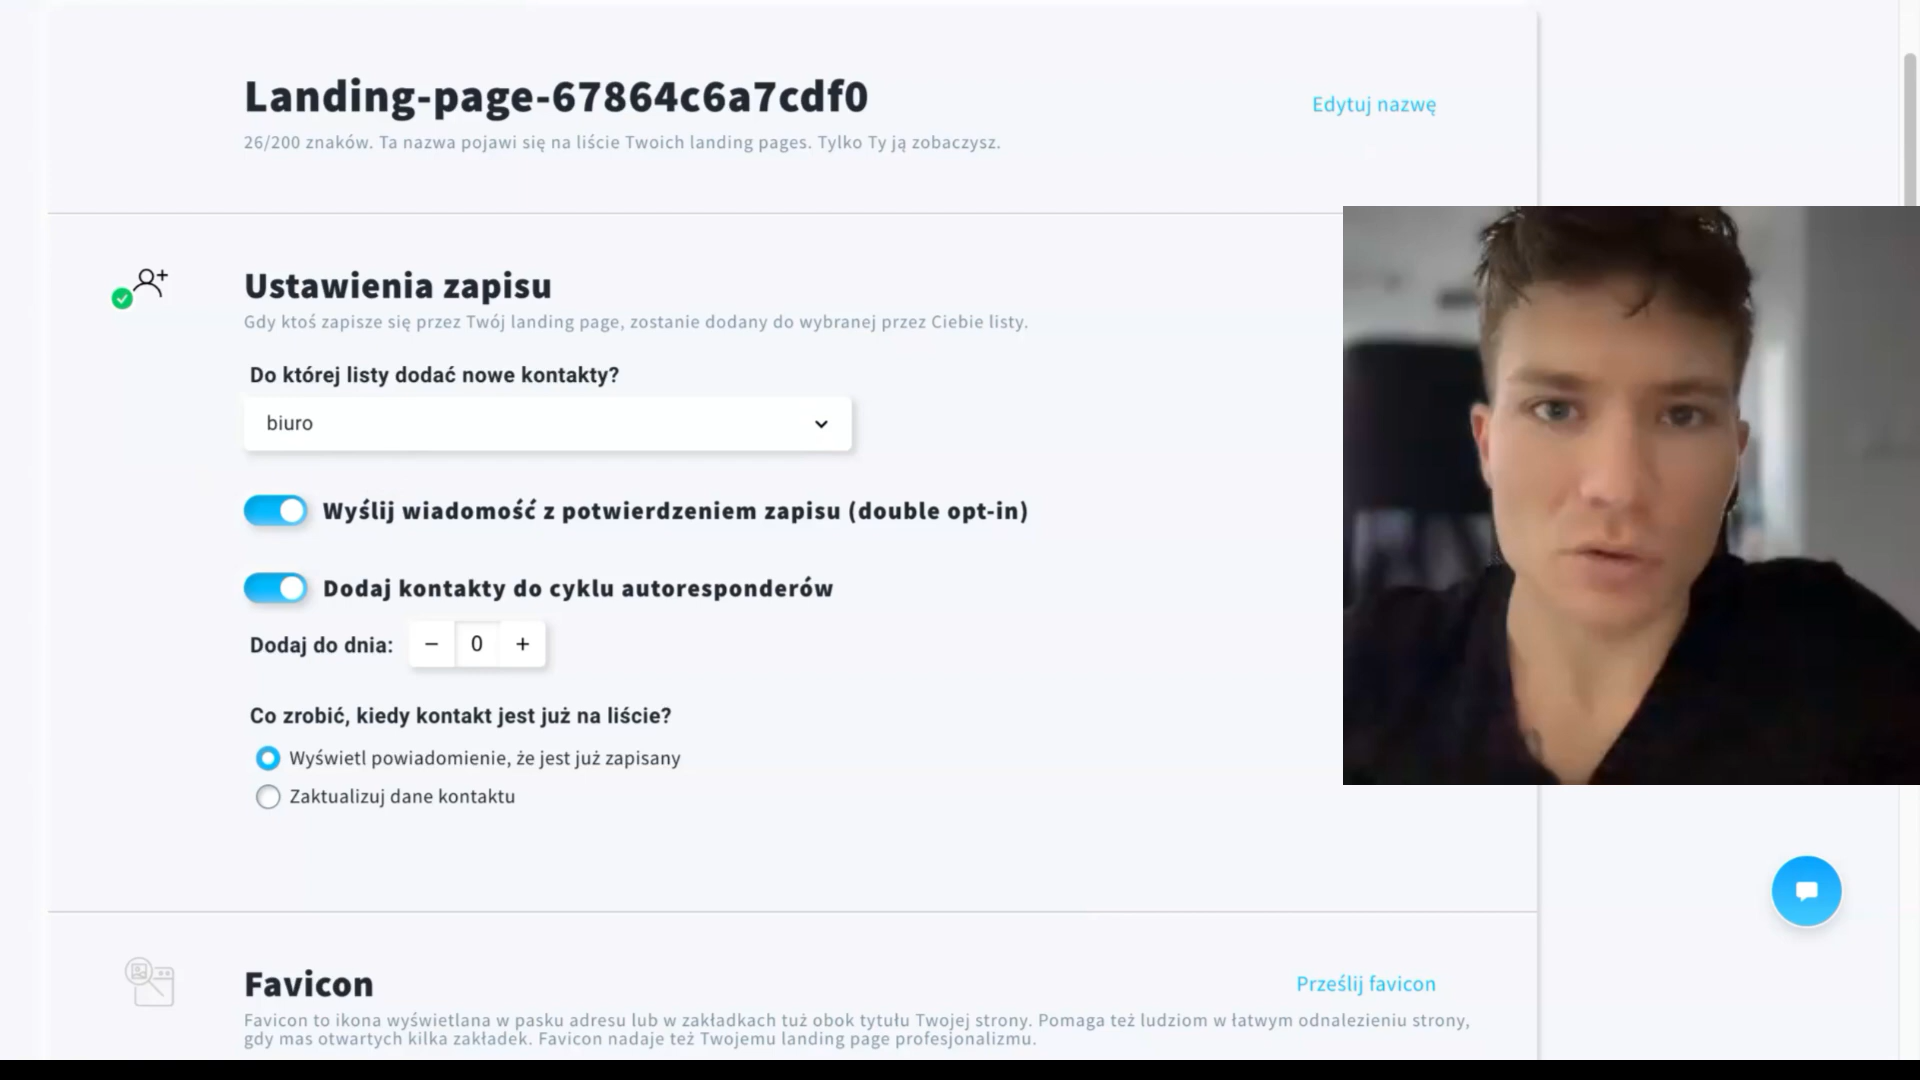 Landing-page-67864c6a7cdf0
Edytuj nazwę
26/200 znaków. Ta nazwa pojawi się na liście Twoich landing pages. Tylko Ty ją zobaczysz.
Ustawienia zapisu
Gdy ktoś zapisze się przez Twój landing page, zostanie dodany do wybranej przez Ciebie listy.
Do której listy dodać nowe kontakty?
biuro
Wyślij wiadomość z potwierdzeniem zapisu (double opt-in)
Dodaj kontakty do cyklu autoresponderów
Dodaj do dnia: − 0 +
Co zrobić, kiedy kontakt jest już na liście?
Wyświetl powiadomienie, że jest już zapisany
Zaktualizuj dane kontaktu
Favicon
Prześlij favicon
Favicon to ikona wyświetlana w pasku adresu lub w zakładkach tuż obok tytułu Twojej strony. Pomaga też ludziom w łatwym odnalezieniu strony,
gdy mas otwartych kilka zakładek. Favicon nadaje też Twojemu landing page profesjonalizmu.